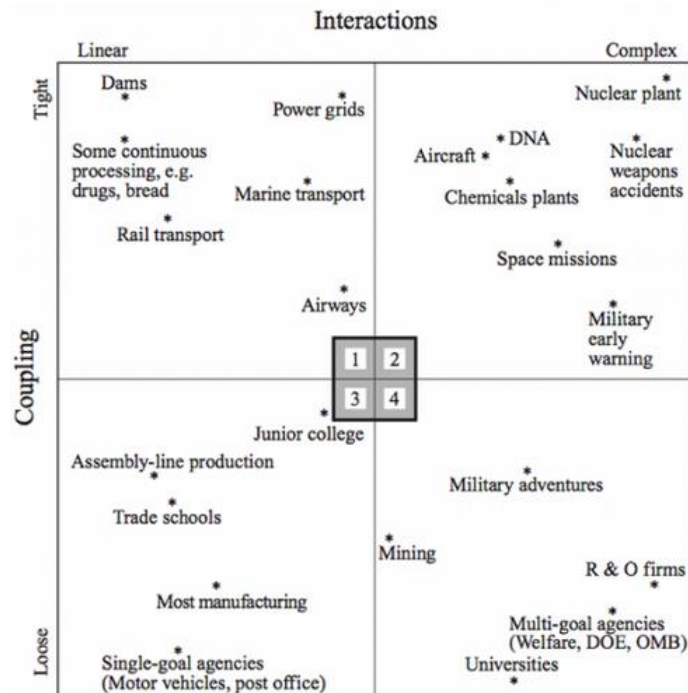 Interactions
Linear
Complex
Tight
Coupling
Loose
Dams
Power grids
Nuclear plant
Some continuous
processing, e.g.
drugs, bread
Marine transport
Rail transport
Airways
DNA
Aircraft
Chemicals plants
Nuclear
weapons
accidents
Space missions
Military
early
warning
1 2
3 4
Junior college
Assembly-line production
Trade schools
Most manufacturing
Single-goal agencies
(Motor vehicles, post office)
Military adventures
Mining
R & O firms
Multi-goal agencies
(Welfare, DOE, OMB)
Universities